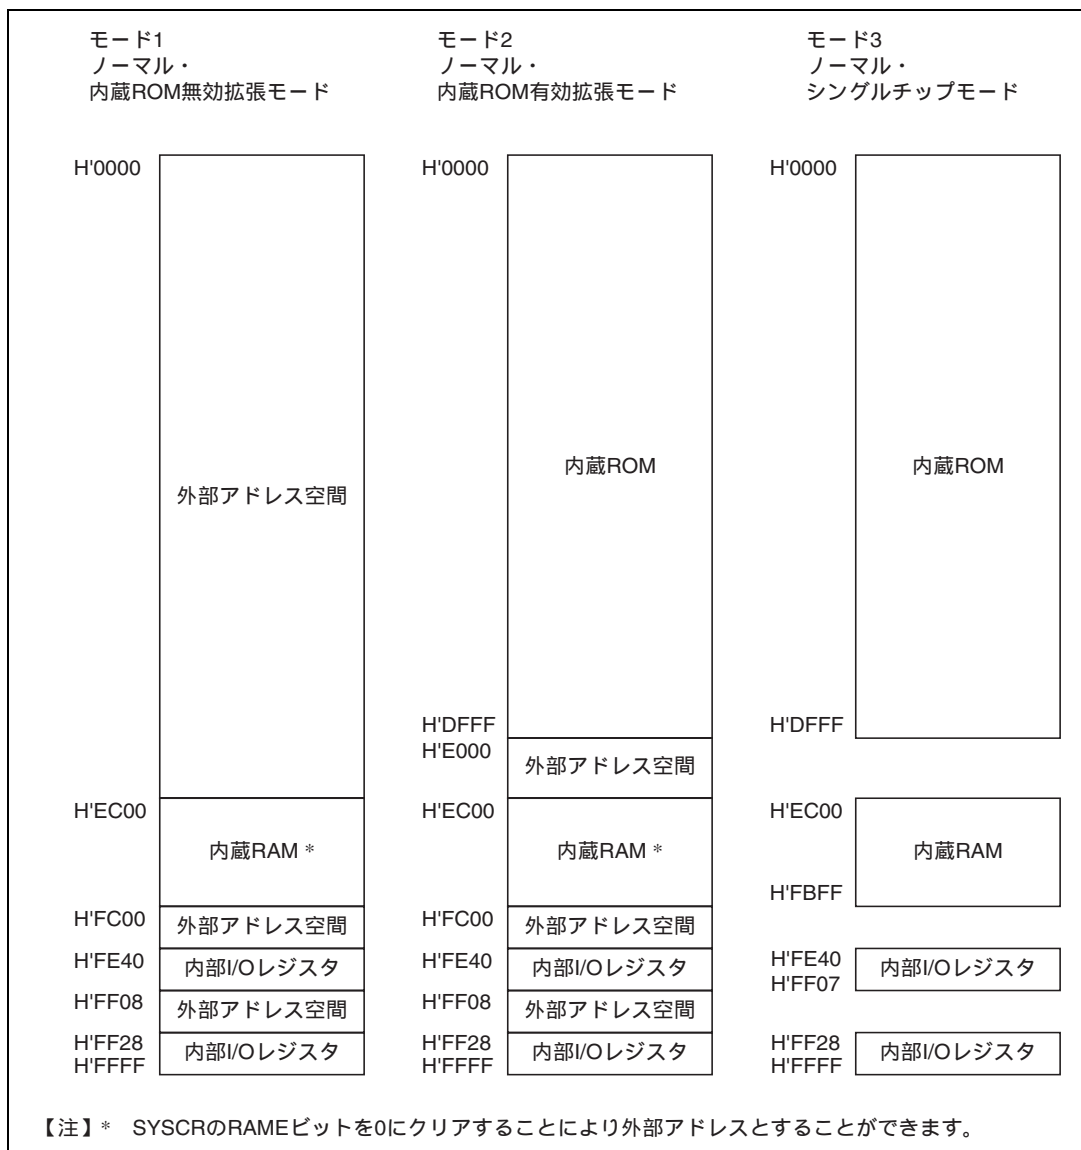 モード1
ノーマル・
内蔵ROM無効拡張モード
H'0000
外部アドレス空間
H'EC00
内蔵RAM *
H'FC00
外部アドレス空間
H'FE40
内部I/Oレジスタ
H'FF08
外部アドレス空間
H'FF28
内部I/Oレジスタ
H'FFFF
モード2
ノーマル・
内蔵ROM有効拡張モード
H'0000
内蔵ROM
H'DFFF
H'E000
外部アドレス空間
H'EC00
内蔵RAM *
H'FC00
外部アドレス空間
H'FE40
内部I/Oレジスタ
H'FF08
外部アドレス空間
H'FF28
内部I/Oレジスタ
H'FFFF
モード3
ノーマル・
シングルチップモード
H'0000
内蔵ROM
H'DFFF
H'EC00
内蔵RAM
H'FBFF
H'FE40
内部I/Oレジスタ
H'FF07
H'FF28
内部I/Oレジスタ
H'FFFF
【注】* SYSCRのRAMEビットを0にクリアすることにより外部アドレスとすることができます。